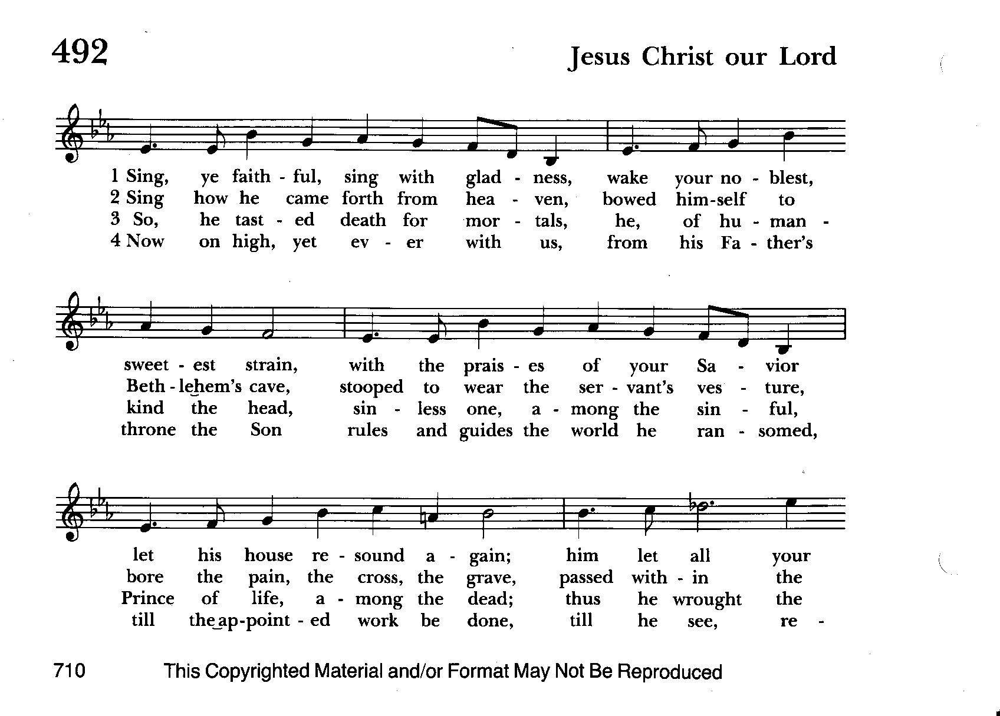 492
Jesus Christ our Lord
1 Sing, ye faith - ful, sing with glad - ness, wake your no - blest,
2 Sing how he came forth from hea - ven, bowed him-self to
3 So, he tast - ed death for mor - tals, he, of hu - man -
4 Now on high, yet ev - er with us, from his Fa - ther's
sweet - est strain, with the prais - es of your Sa - vior
Beth - lehem's cave, stooped to wear the ser - vant's ves - ture,
kind the head, sin - less one, a - mong the sin - ful,
throne the Son rules and guides the world he ran - somed,
let his house re - sound a - gain; him let all your
bore the pain, the cross, the grave, passed with - in the
Prince of life, a - mong the dead; thus he wrought the
till the ap-point - ed work be done, till he see, re -
710
This Copyrighted Material and/or Format May Not Be Reproduced